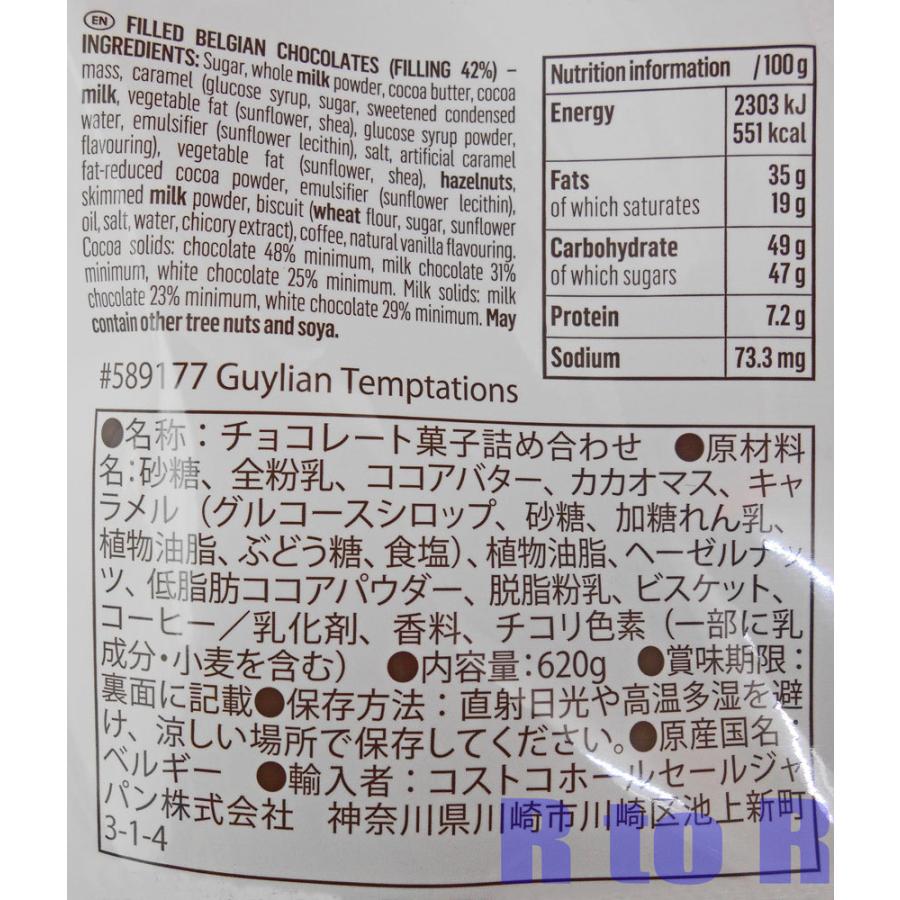 EN FILLED BELGIAN CHOCOLATES (FILLING 42%) –
INGREDIENTS: Sugar, whole milk powder, cocoa butter, cocoa
mass, caramel (glucose syrup, sugar, sweetened condensed
milk, vegetable fat (sunflower, shea), glucose syrup powder,
water, emulsifier (sunflower lecithin), salt, artificial caramel
flavouring), vegetable fat (sunflower, shea), hazelnuts,
fat-reduced cocoa powder, emulsifier (sunflower lecithin),
skimmed milk powder, biscuit (wheat flour, sugar, sunflower
oil, salt, water, chicory extract), coffee, natural vanilla flavouring.
Cocoa solids: chocolate 48% minimum, milk chocolate 31%
minimum, white chocolate 25% minimum. Milk solids: milk
chocolate 23% minimum, white chocolate 29% minimum. May
contain other tree nuts and soya.
Nutrition information /100 g
Energy 2303 kJ
551 kcal
Fats 35 g
of which saturates 19 g
Carbohydrate 49 g
of which sugars 47 g
Protein 7.2 g
Sodium 73.3 mg
#589177 Guylian Temptations
●名称：チョコレート菓子詰め合わせ ●原材料
名：砂糖、全粉乳、ココアバター、カカオマス、キャ
ラメル（グルコースシロップ、砂糖、加糖れん乳、
植物油脂、ぶどう糖、食塩）、植物油脂、ヘーゼルナッ
ツ、低脂肪ココアパウダー、脱脂粉乳、ビスケット、
コーヒー／乳化剤、香料、チコリ色素（一部に乳
成分・小麦を含む） ●内容量：620g ●賞味期限：
裏面に記載●保存方法：直射日光や高温多湿を避
け、涼しい場所で保存してください。●原産国名：
ベルギー ●輸入者：コストコホールセールジャ
パン株式会社 神奈川県川崎市川崎区池上新町
3-1-4
R to R